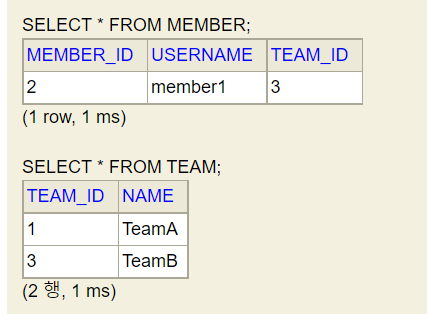 SELECT * FROM MEMBER;
MEMBER_ID USERNAME TEAM_ID
2 member1 3
(1 row, 1 ms)
SELECT * FROM TEAM;
TEAM_ID NAME
1 TeamA
3 TeamB
(2 행, 1 ms)